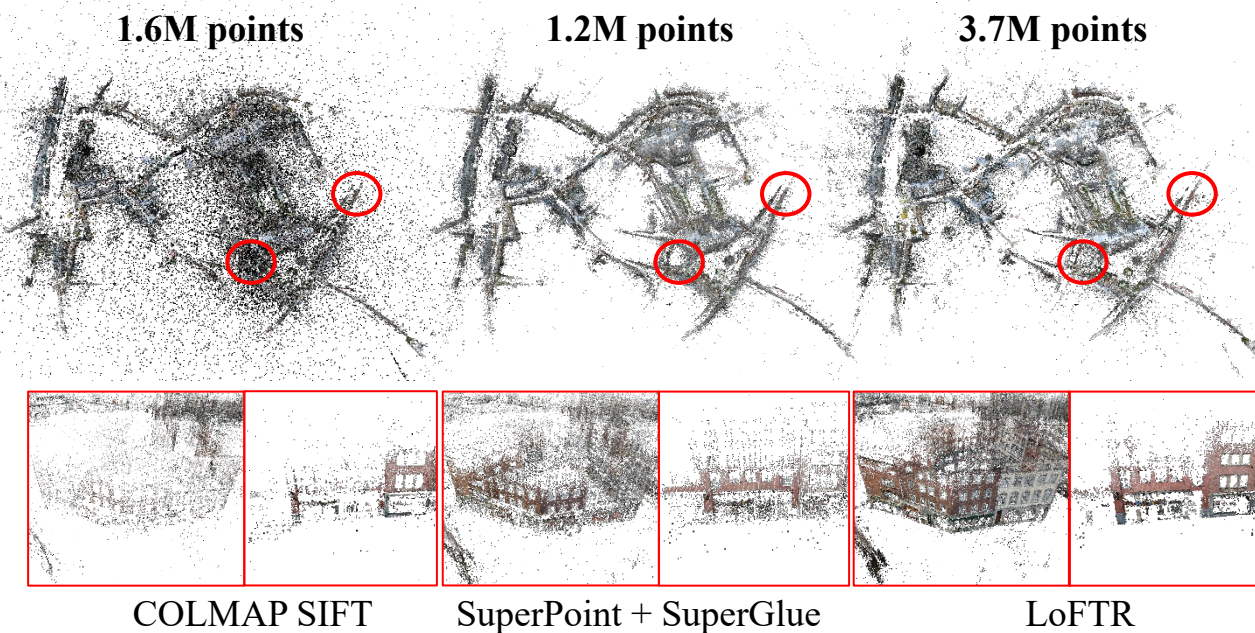 1.6M points
1.2M points
3.7M points
COLMAP SIFT
SuperPoint + SuperGlue
LoFTR